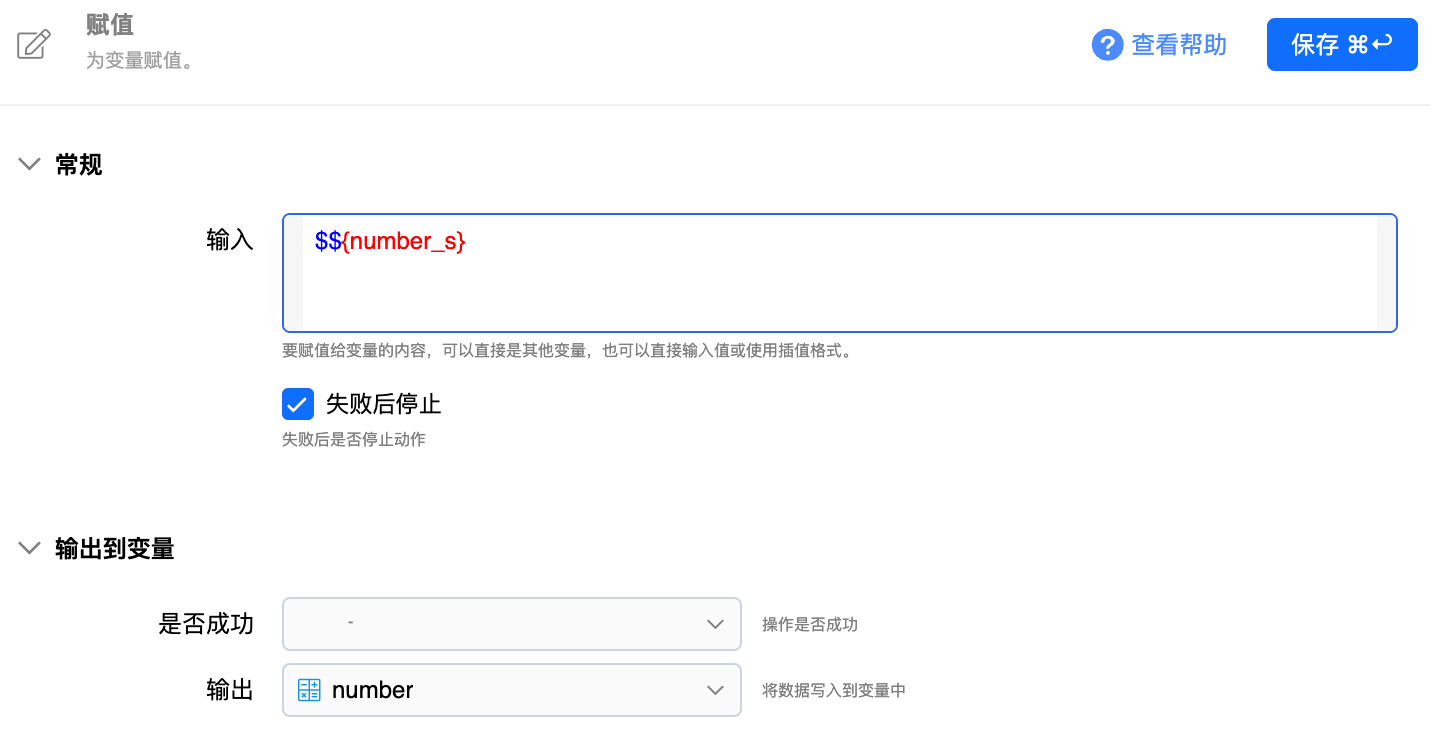 赋值
为变量赋值。
查看帮助
保存 ⌘↩
常规
输入
$${number_s}
要赋值给变量的内容，可以直接是其他变量，也可以直接输入值或使用插值格式。
失败后停止
失败后是否停止动作
输出到变量
是否成功
-
操作是否成功
输出
number
将数据写入到变量中